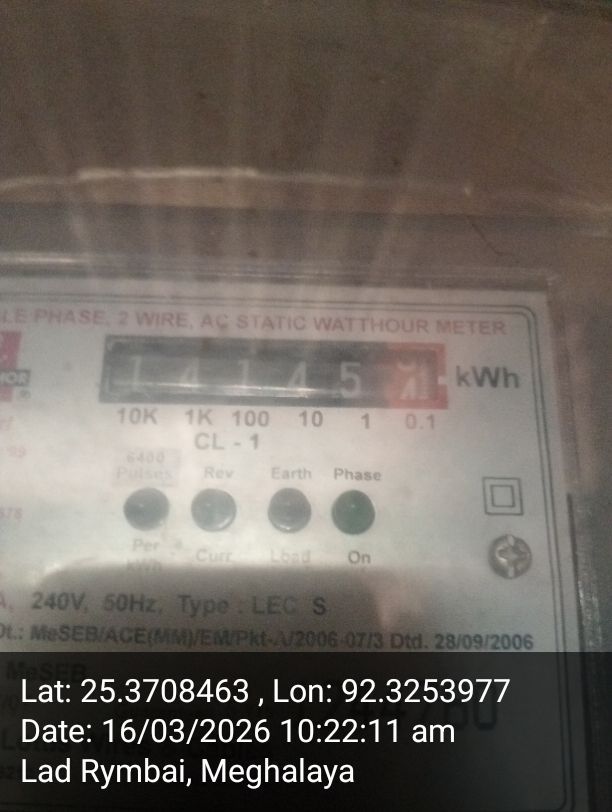 LE PHASE, 2 WIRE, AC STATIC WATTHOUR METER
1 4 1 4 5 kWh
10K 1K 100 10 1 0.1
CL - 1
6400
Pulses Rev Earth Phase
Per Curr Load On
kWh
A, 240V, 50Hz, Type : LEC S
Dt.: MeSEB/ACE(MM)/EM/Pkt-A/2006-07/3 Dtd. 28/09/2006
MeSEB
Lat: 25.3708463 , Lon: 92.3253977
Date: 16/03/2026 10:22:11 am
Lad Rymbai, Meghalaya